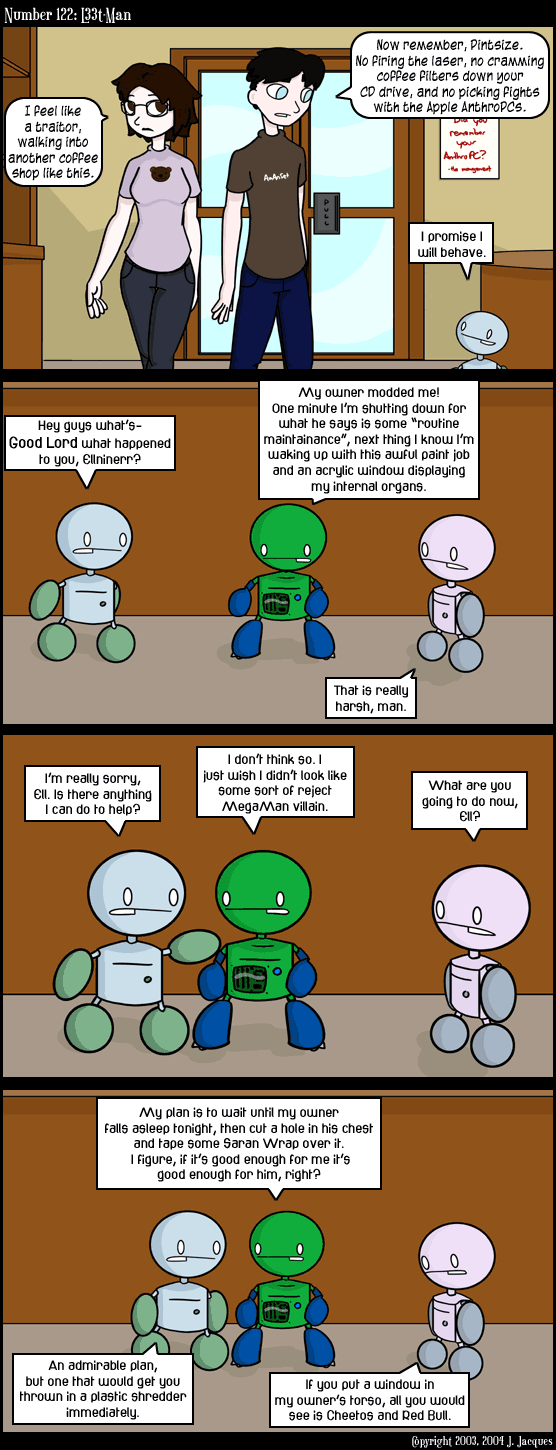 Number 122: L33t-Man
Now remember, Pintsize.
No firing the laser, no cramming
coffee filters down your
CD drive, and no picking fights
with the Apple AnthroPCs.
I feel like
a traitor,
walking into
another coffee
shop like this.
Did you
remember
your
AnthroPC?
-the management
AnAnSet
PULL
I promise I
will behave.
My owner modded me!
One minute I'm shutting down for
what he says is some "routine
maintainance", next thing I know I'm
waking up with this awful paint job
and an acrylic window displaying
my internal organs.
Hey guys what's-
Good Lord what happened
to you, Ellninerr?
That is really
harsh, man.
I'm really sorry,
Ell. Is there anything
I can do to help?
I don't think so. I
just wish I didn't look like
some sort of reject
MegaMan villain.
What are you
going to do now,
Ell?
My plan is to wait until my owner
falls asleep tonight, then cut a hole in his chest
and tape some Saran Wrap over it.
I figure, if it's good enough for me it's
good enough for him, right?
An admirable plan,
but one that would get you
thrown in a plastic shredder
immediately.
If you put a window in
my owner's torso, all you would
see is Cheetos and Red Bull.
Copyright 2003, 2004 J. Jacques